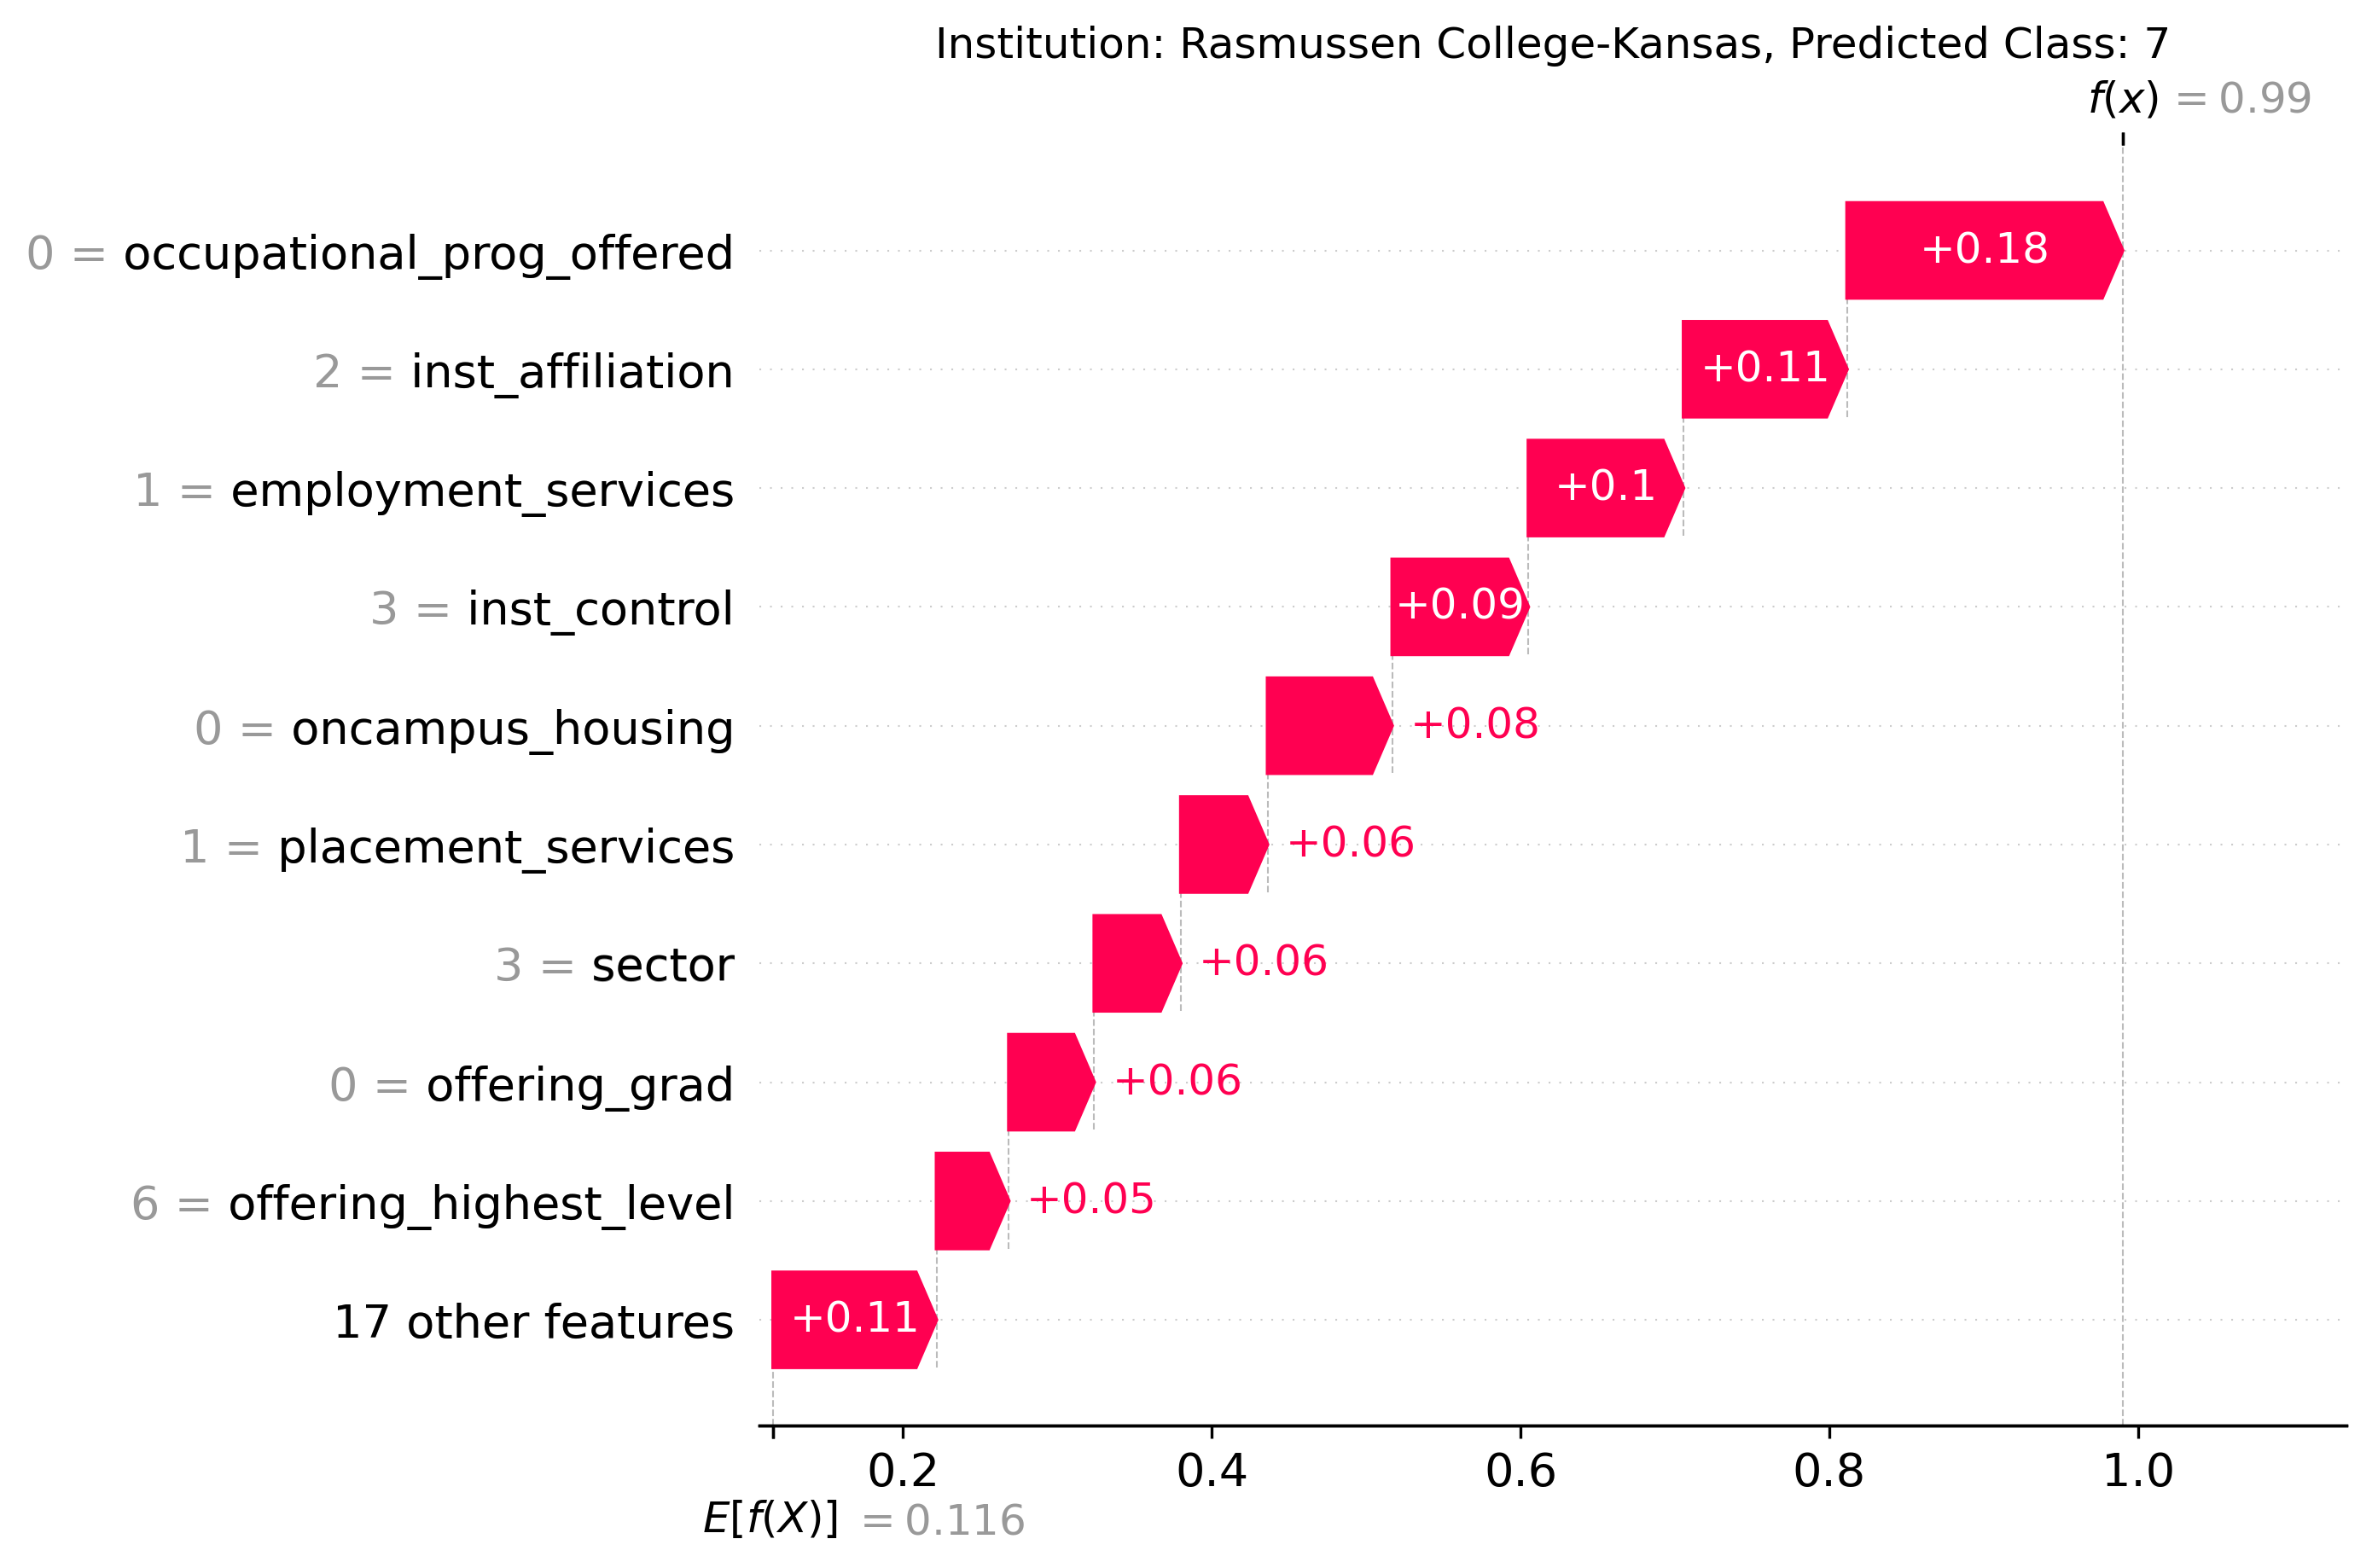 Institution: Rasmussen College-Kansas, Predicted Class: 7
f(x) = 0.99
0 = occupational_prog_offered +0.18
2 = inst_affiliation +0.11
1 = employment_services +0.1
3 = inst_control +0.09
0 = oncampus_housing +0.08
1 = placement_services +0.06
3 = sector +0.06
0 = offering_grad +0.06
6 = offering_highest_level +0.05
17 other features +0.11
0.2 0.4 0.6 0.8 1.0
E[f(X)] = 0.116